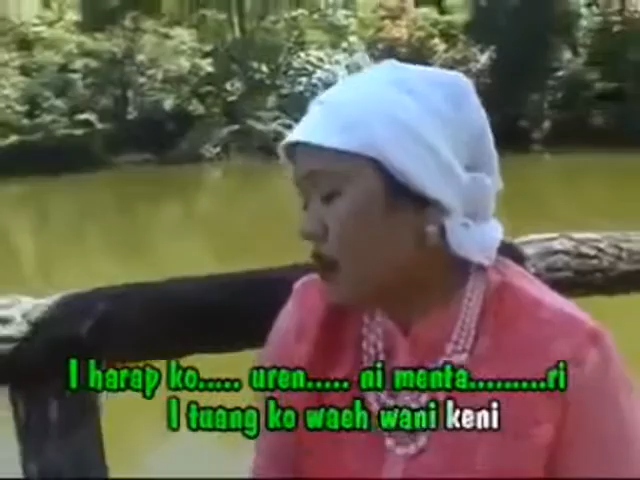 I harap ko..... uren..... ni menta.........ri
I tuang ko waeh wani keni